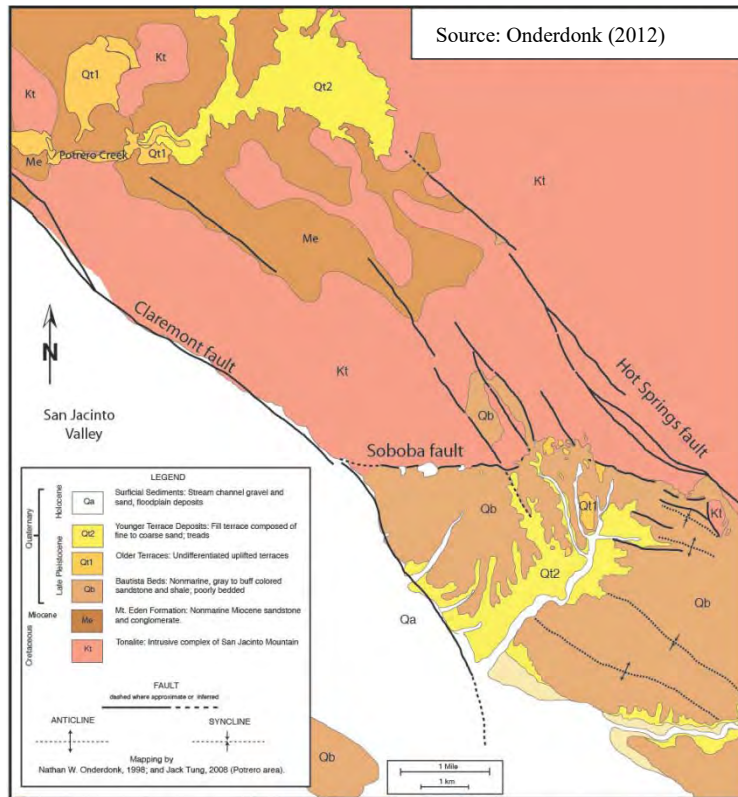 Source: Onderdonk (2012)
Kt
Qt1
Kt
Qt2
Me
Potrero Creek
Qt1
Kt
Me
Claremont fault
N
San Jacinto
Valley
Kt
Hot Springs fault
Qb
Soboba fault
Qb
Qt1
Kt
Qt2
Qa
Qb
Qb
LEGEND
Quaternary
Holocene
Qa
Surficial Sediments: Stream channel gravel and
sand, floodplain deposits
Late Pleistocene
Qt2
Younger Terrace Deposits: Fill terrace composed of
fine to coarse sand; treads
Qt1
Older Terraces: Undifferentiated uplifted terraces
Qb
Bautista Beds: Nonmarine, gray to buff colored
sandstone and shale; poorly bedded
Miocene
Me
Mt. Eden Formation: Nonmarine Miocene sandstone
and conglomerate.
Cretaceous
Kt
Tonalite: Intrusive complex of San Jacinto Mountain
FAULT
dashed where approximate or inferred
ANTICLINE
SYNCLINE
Mapping by
Nathan W. Onderdonk, 1998; and Jack Tung, 2008 (Potrero area).
1 Mile
1 km